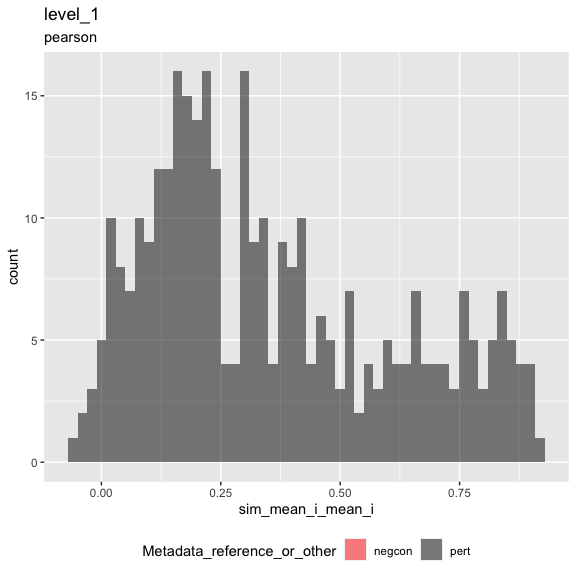 level_1
pearson
15
10
5
0
count
0.00 0.25 0.50 0.75
sim_mean_i_mean_i
Metadata_reference_or_other negcon pert